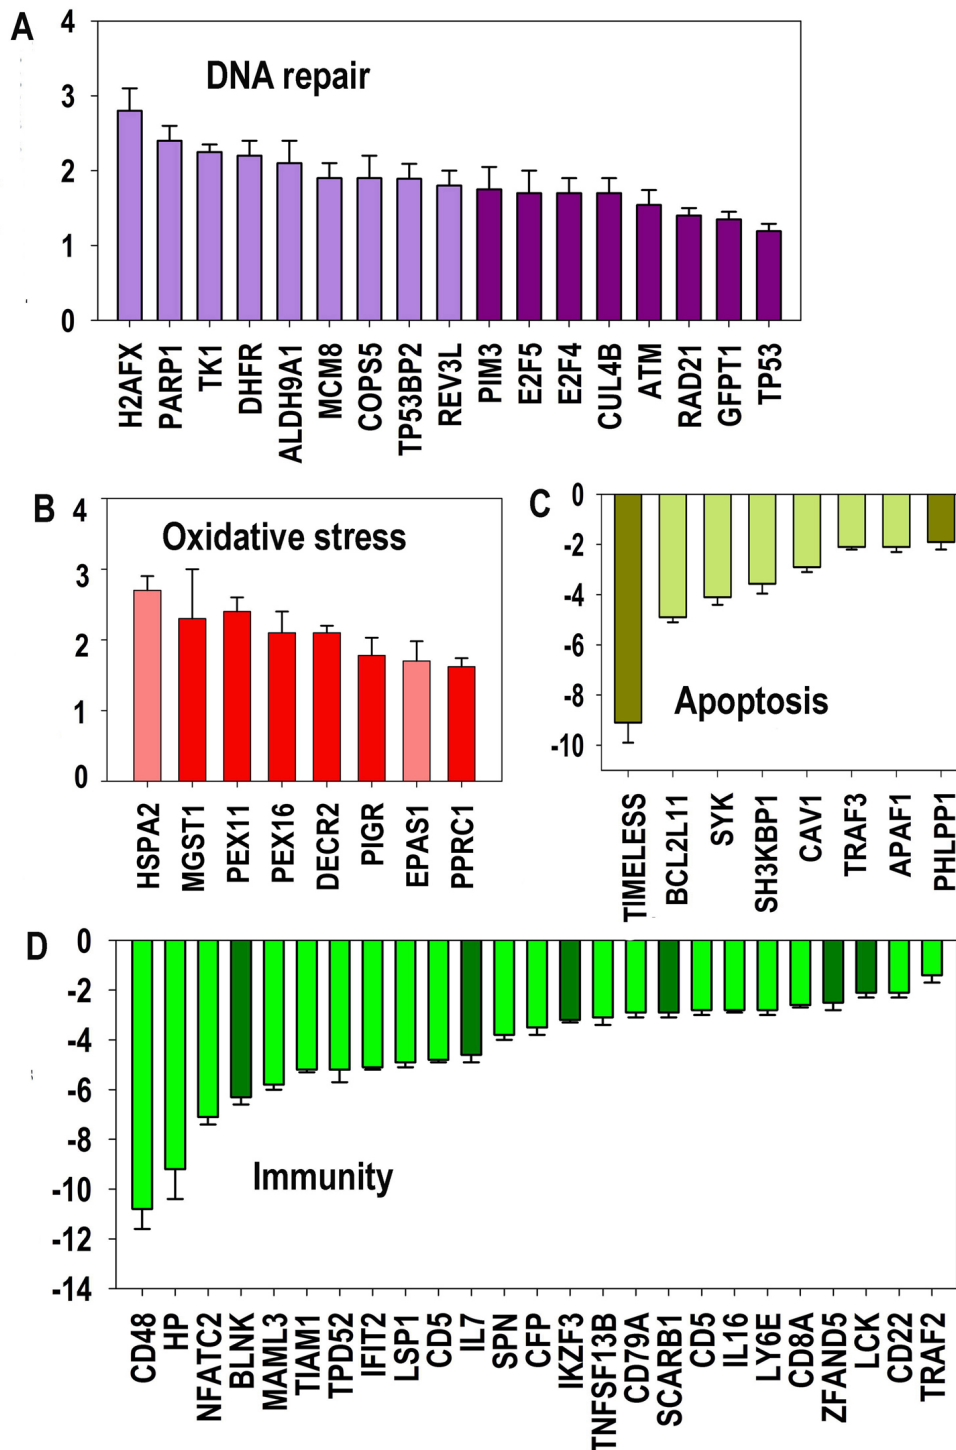 A
DNA repair
4
3
2
1
0
H2AFX
PARP1
TK1
DHFR
ALDH9A1
MCM8
COPS5
TP53BP2
REV3L
PIM3
E2F5
E2F4
CUL4B
ATM
RAD21
GFPT1
TP53
B
Oxidative stress
4
3
2
1
0
HSPA2
MGST1
PEX11
PEX16
DECR2
PIGR
EPAS1
PPRC1
C
Apoptosis
0
-2
-4
-6
-8
-10
TIMELESS
BCL2L11
SYK
SH3KBP1
CAV1
TRAF3
APAF1
PHLPP1
D
Immunity
0
-2
-4
-6
-8
-10
-12
-14
CD48
HP
NFATC2
BLNK
MAML3
TIAM1
TPD52
IFIT2
LSP1
CD5
IL7
SPN
CFP
IKZF3
TNFSF13B
CD79A
SCARB1
CD5
IL16
LY6E
CD8A
ZFAND5
LCK
CD22
TRAF2